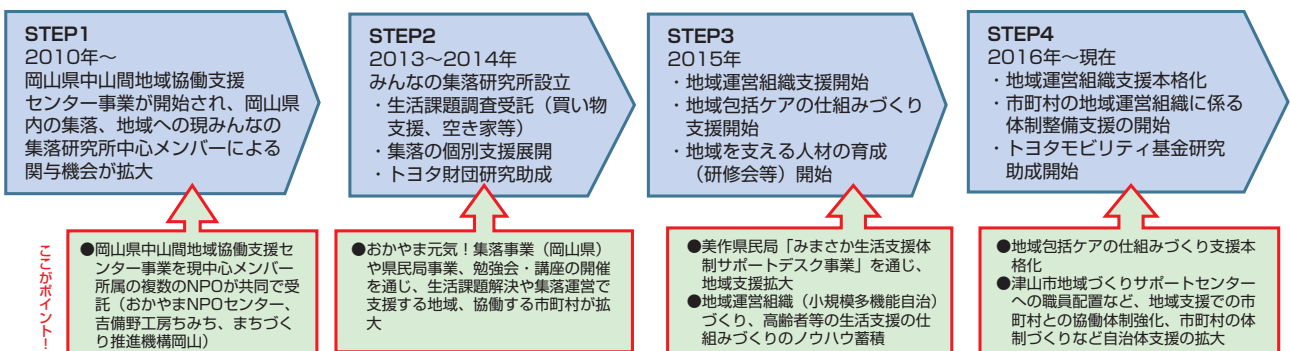 STEP1
2010年~
岡山県中山間地域協働支援
センター事業が開始され、岡山県
内の集落、地域への現みんなの
集落研究所中心メンバーによる
関与機会が拡大
STEP2
2013~2014年
みんなの集落研究所設立
・生活課題調査受託（買い物
支援、空き家等）
・集落の個別支援展開
・トヨタ財団研究助成
STEP3
2015年
・地域運営組織支援開始
・地域包括ケアの仕組みづくり
支援開始
・地域を支える人材の育成
（研修会等）開始
STEP4
2016年~現在
・地域運営組織支援本格化
・市町村の地域運営組織に係る
体制整備支援の開始
・トヨタモビリティ基金研究
助成開始
ここがポイント!
●岡山県中山間地域協働支援セ
ンター事業を現中心メンバー
所属の複数のNPOが共同で受
託（おかやまNPOセンター、
吉備野工房ちみち、まちづく
り推進機構岡山）
●おかやま元気！集落事業（岡山県）
や県民局事業、勉強会・講座の開催
を通じ、生活課題解決や集落運営で
支援する地域、協働する市町村が拡
大
●美作県民局「みまさか生活支援体
制サポートデスク事業」を通じ、
地域支援拡大
●地域運営組織（小規模多機能自治）
づくり、高齢者等の生活支援の仕
組みづくりのノウハウ蓄積
●地域包括ケアの仕組みづくり支援本
格化
●津山市地域づくりサポートセンター
への職員配置など、地域支援での市
町村との協働体制強化、市町村の体
制づくりなど自治体支援の拡大